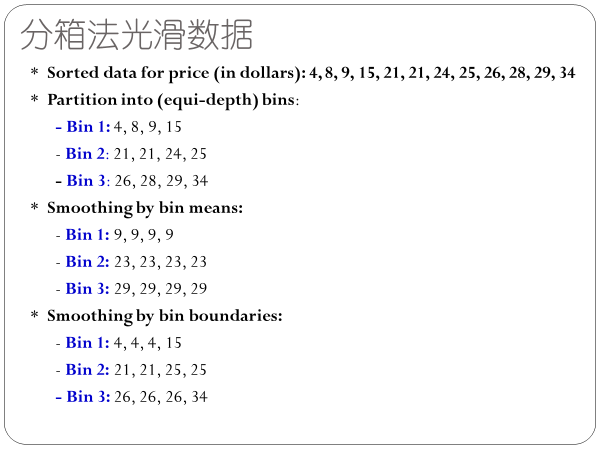 分箱法光滑数据
* Sorted data for price (in dollars): 4, 8, 9, 15, 21, 21, 24, 25, 26, 28, 29, 34
* Partition into (equi-depth) bins:
- Bin 1: 4, 8, 9, 15
- Bin 2: 21, 21, 24, 25
- Bin 3: 26, 28, 29, 34
* Smoothing by bin means:
- Bin 1: 9, 9, 9, 9
- Bin 2: 23, 23, 23, 23
- Bin 3: 29, 29, 29, 29
* Smoothing by bin boundaries:
- Bin 1: 4, 4, 4, 15
- Bin 2: 21, 21, 25, 25
- Bin 3: 26, 26, 26, 34